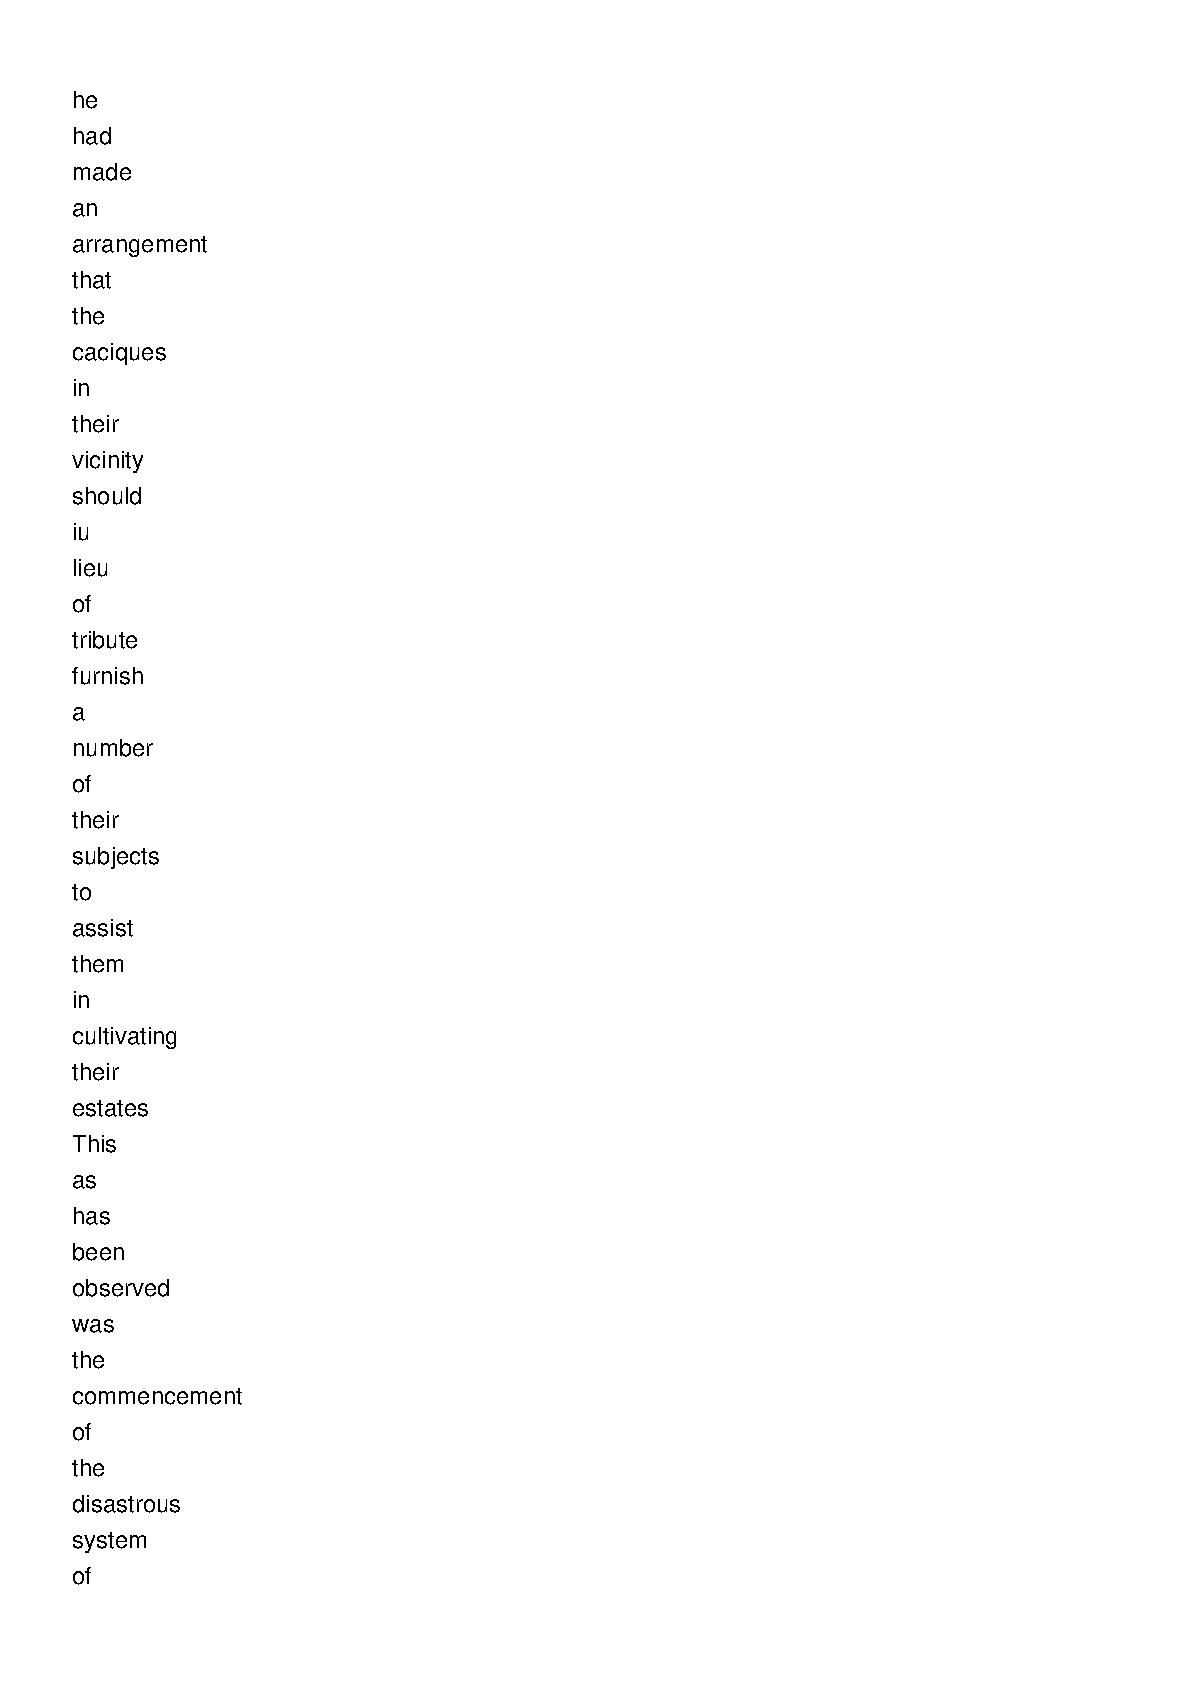 he
had
made
an
arrangement
that
the
caciques
in
their
vicinity
should
iu
lieu
of
tribute
furnish
a
number
of
their
subjects
to
assist
them
in
cultivating
their
estates
This
as
has
been
observed
was
the
commencement
of
the
disastrous
system
of